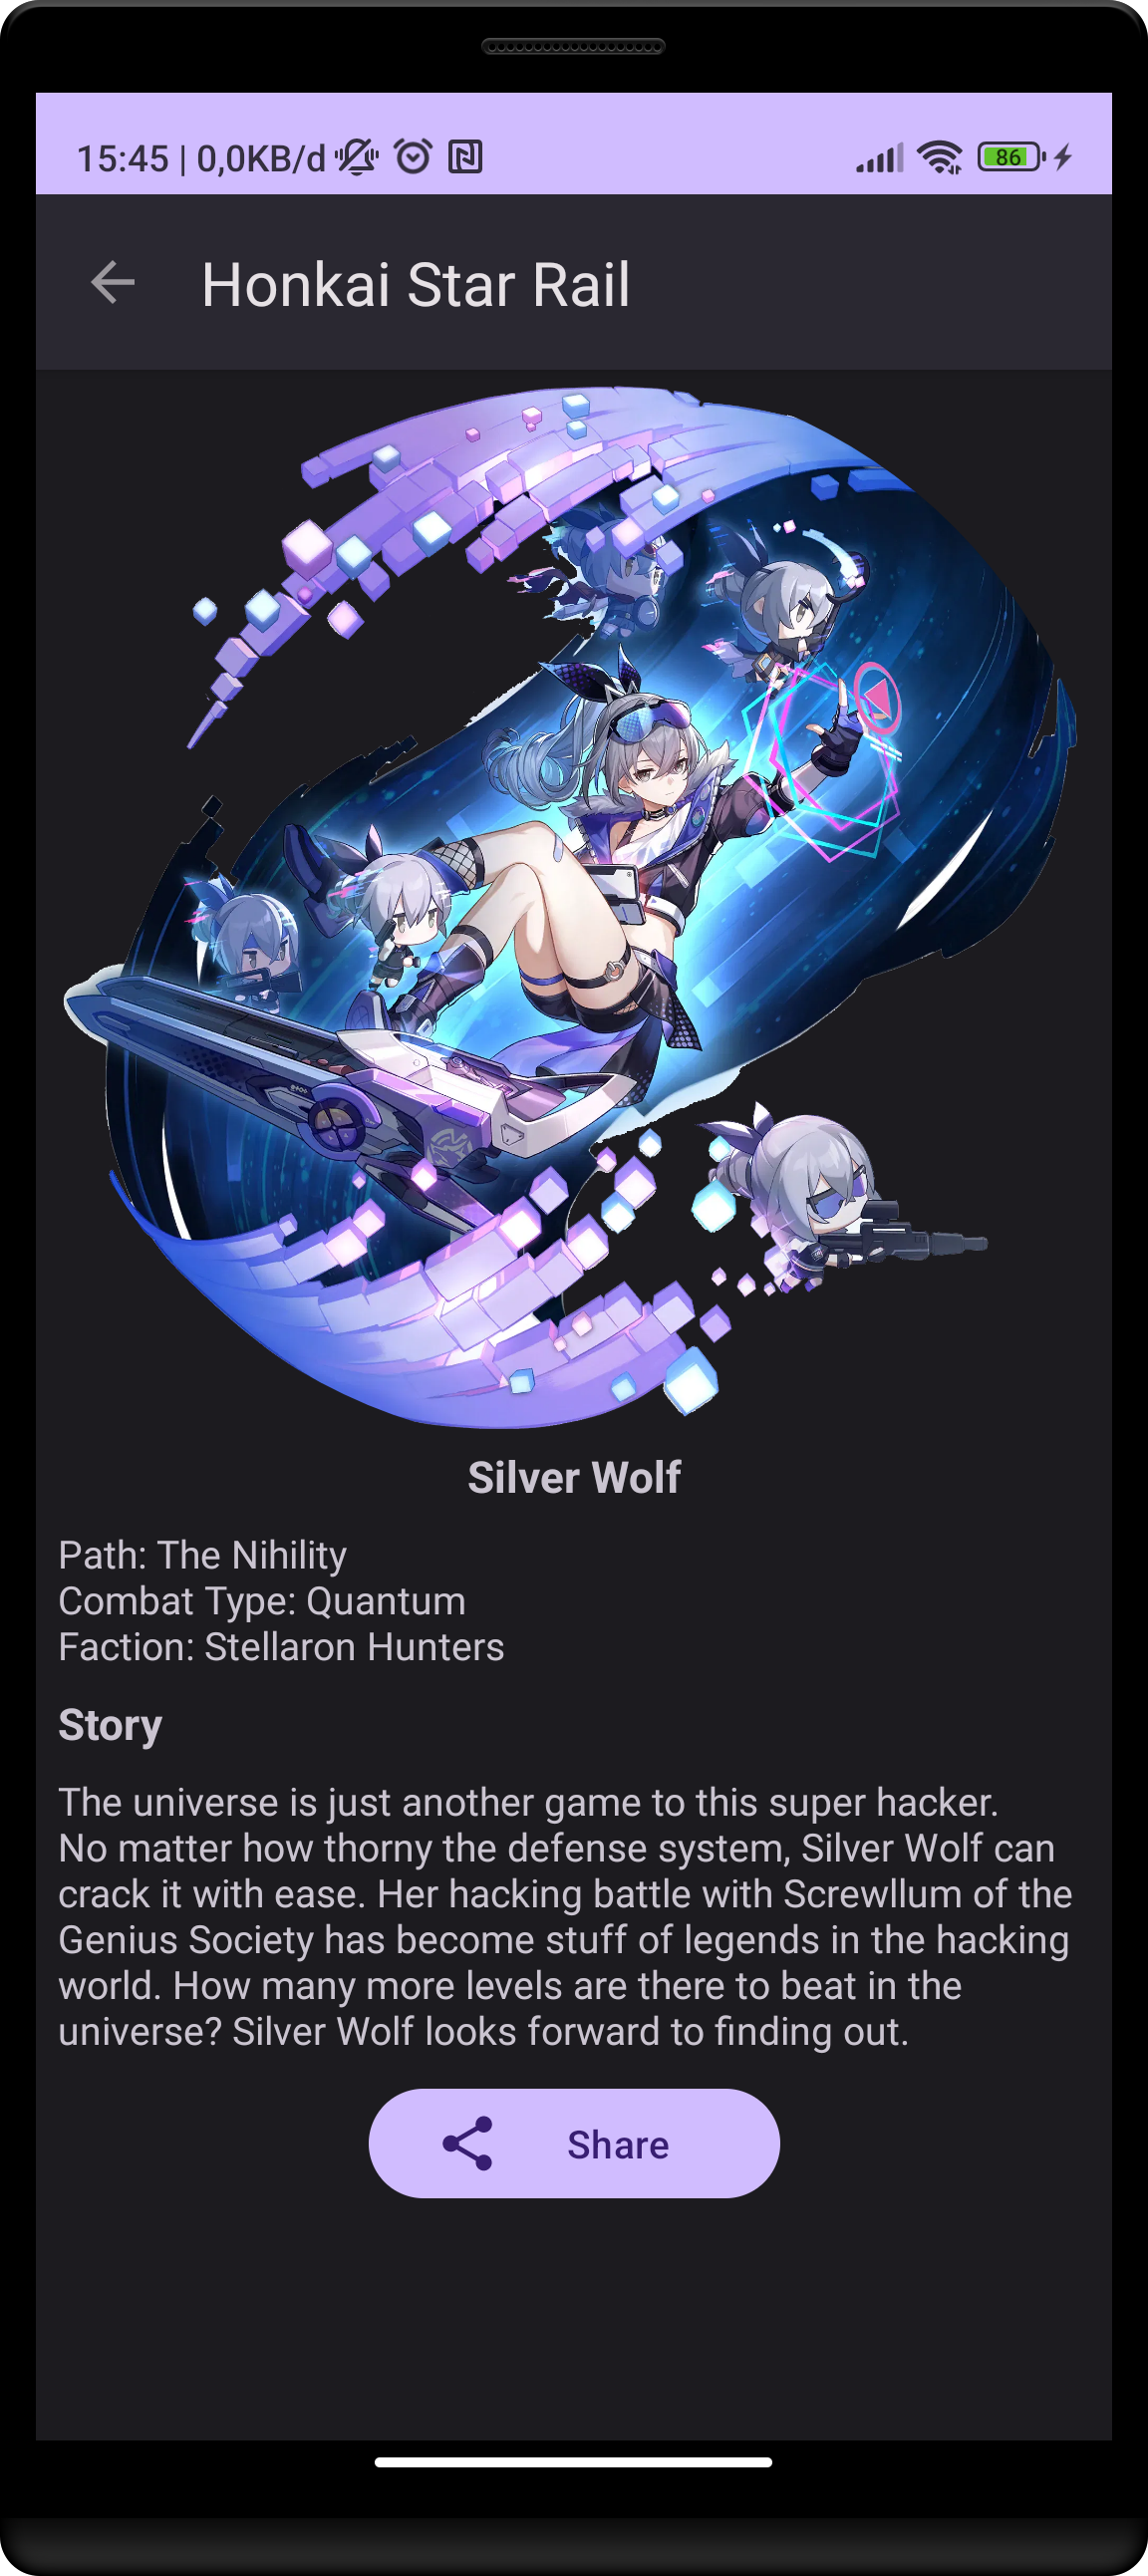 15:45 | 0,0KB/d
86
Honkai Star Rail
Silver Wolf
Path: The Nihility
Combat Type: Quantum
Faction: Stellaron Hunters
Story
The universe is just another game to this super hacker.
No matter how thorny the defense system, Silver Wolf can
crack it with ease. Her hacking battle with Screwllum of the
Genius Society has become stuff of legends in the hacking
world. How many more levels are there to beat in the
universe? Silver Wolf looks forward to finding out.
Share